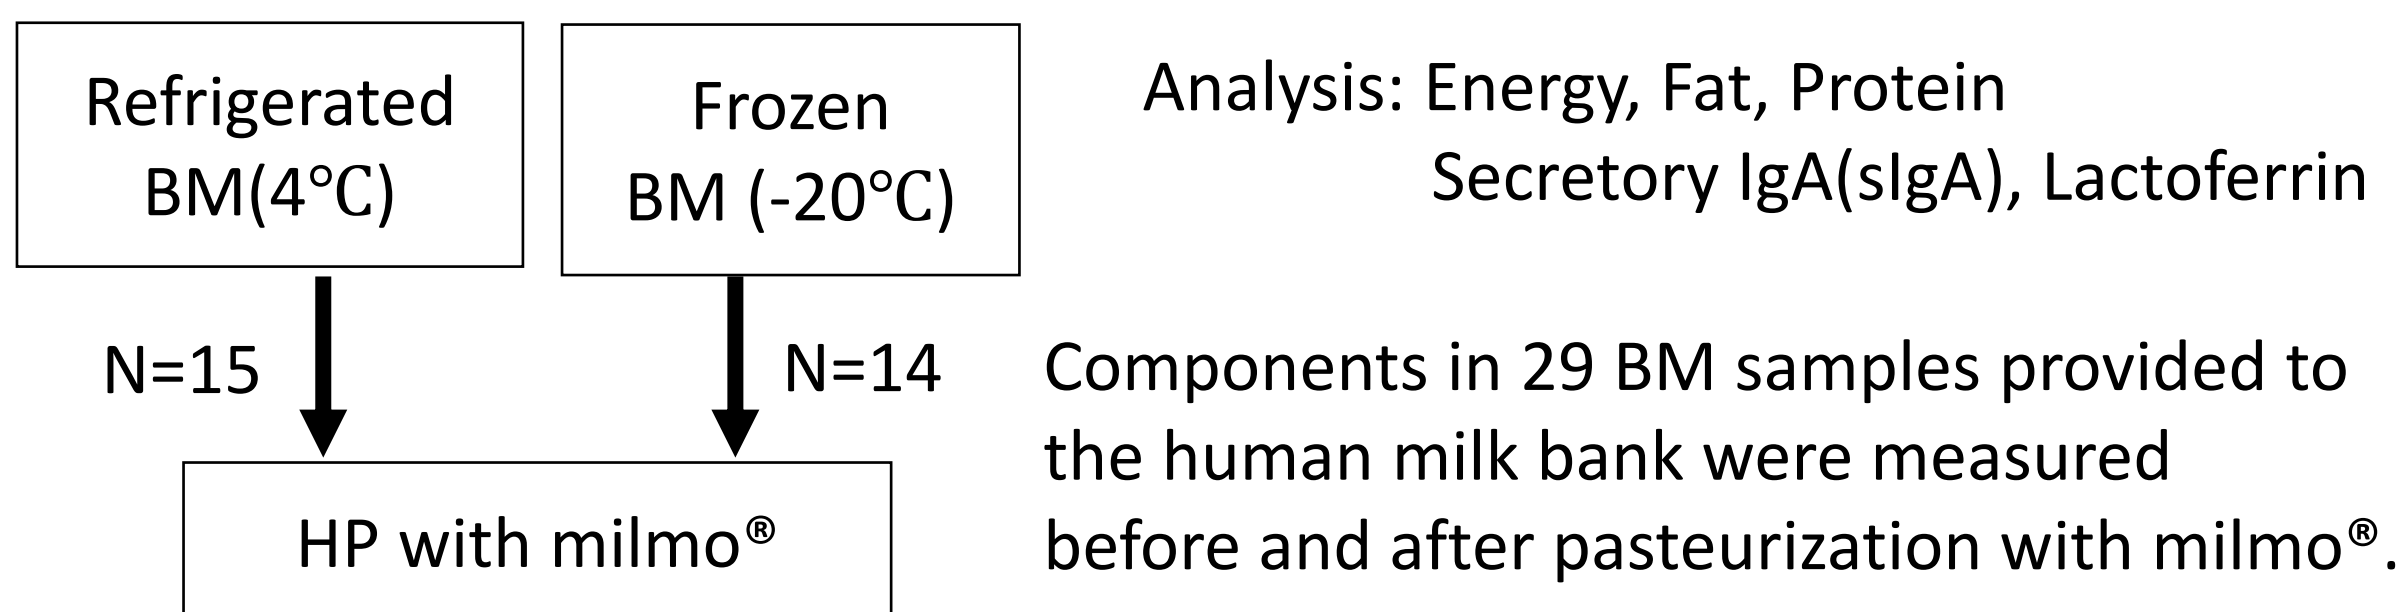 Refrigerated
BM(4℃)
Frozen
BM (-20℃)
N=15
N=14
HP with milmo®
Analysis: Energy, Fat, Protein
Secretory IgA(sIgA), Lactoferrin
Components in 29 BM samples provided to
the human milk bank were measured
before and after pasteurization with milmo®.